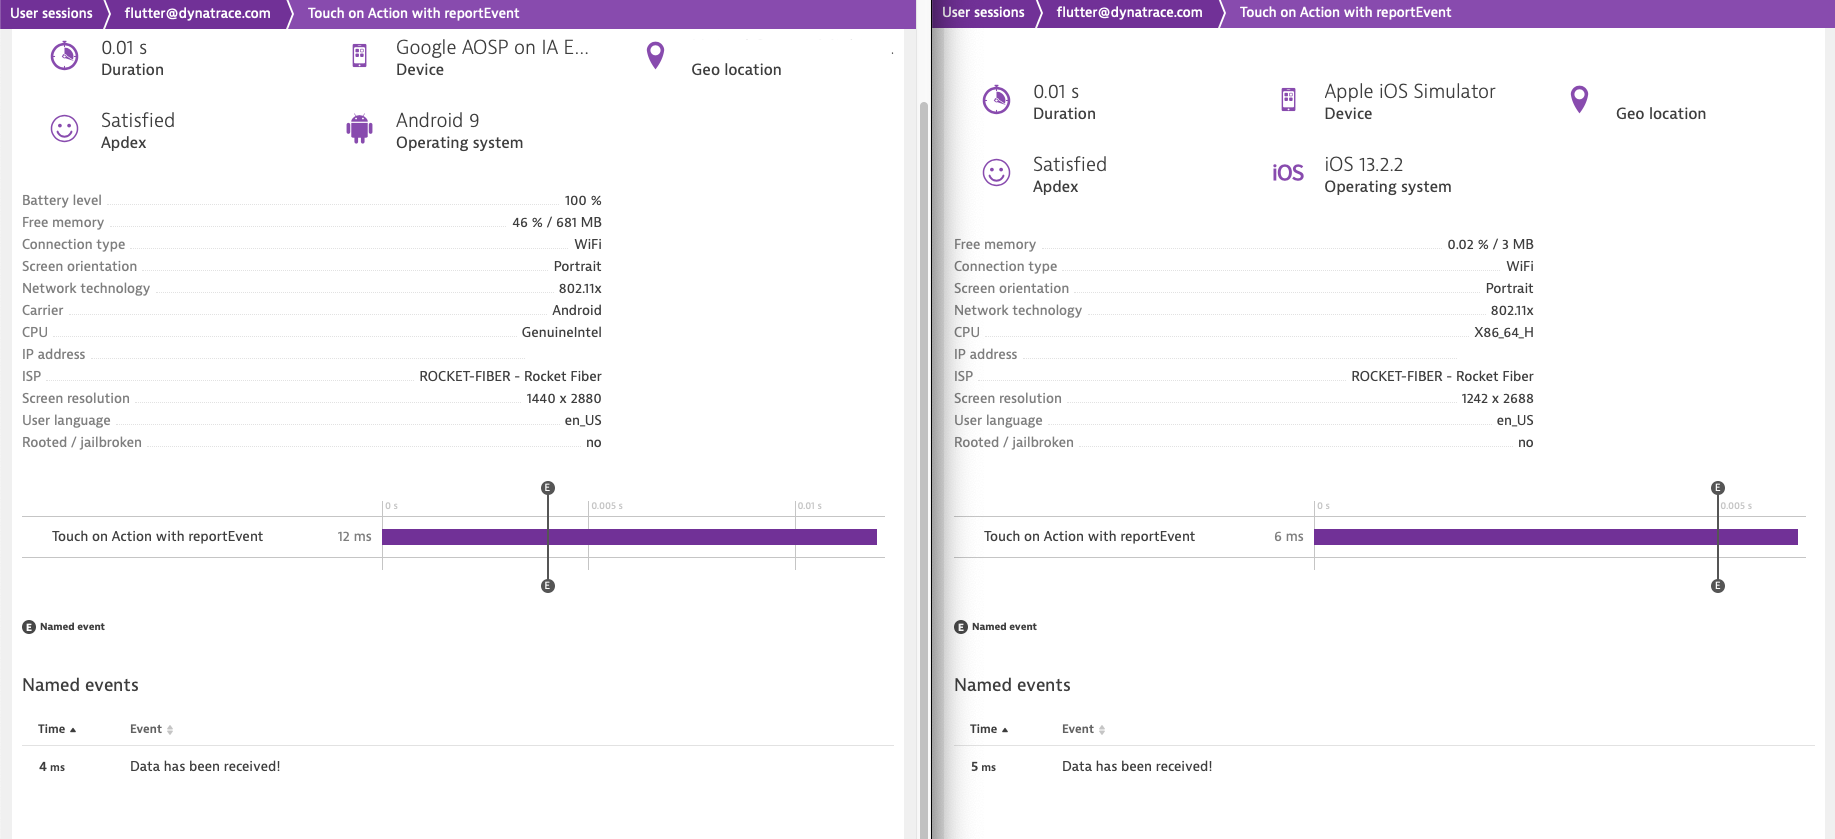 User sessions flutter@dynatrace.com Touch on Action with reportEvent
0.01 s
Duration
Google AOSP on IA E...
Device
Geo location
Satisfied
Apdex
Android 9
Operating system
Battery level 100 %
Free memory 46 % / 681 MB
Connection type WiFi
Screen orientation Portrait
Network technology 802.11x
Carrier Android
CPU GenuineIntel
IP address
ISP ROCKET-FIBER - Rocket Fiber
Screen resolution 1440 x 2880
User language en_US
Rooted / jailbroken no
E
0 s 0.005 s 0.01 s
Touch on Action with reportEvent 12 ms
E
E Named event
Named events
Time Event
4 ms Data has been received!
User sessions flutter@dynatrace.com Touch on Action with reportEvent
0.01 s
Duration
Apple iOS Simulator
Device
Geo location
Satisfied
Apdex
iOS
iOS 13.2.2
Operating system
Free memory 0.02 % / 3 MB
Connection type WiFi
Screen orientation Portrait
Network technology 802.11x
CPU X86_64_H
IP address
ISP ROCKET-FIBER - Rocket Fiber
Screen resolution 1242 x 2688
User language en_US
Rooted / jailbroken no
E
0 s 0.005 s
Touch on Action with reportEvent 6 ms
E
E Named event
Named events
Time Event
5 ms Data has been received!